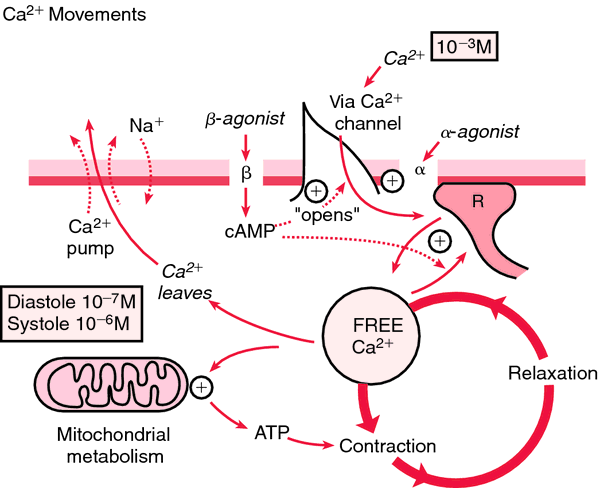 Ca²⁺ Movements
Ca²⁺
10⁻³M
Via Ca²⁺
channel
Na⁺
β-agonist
α-agonist
β
α
+
+
R
Ca²⁺
pump
cAMP
"opens"
+
Ca²⁺
leaves
Diastole 10⁻⁷M
Systole 10⁻⁶M
FREE
Ca²⁺
Relaxation
+
Mitochondrial
metabolism
ATP
Contraction